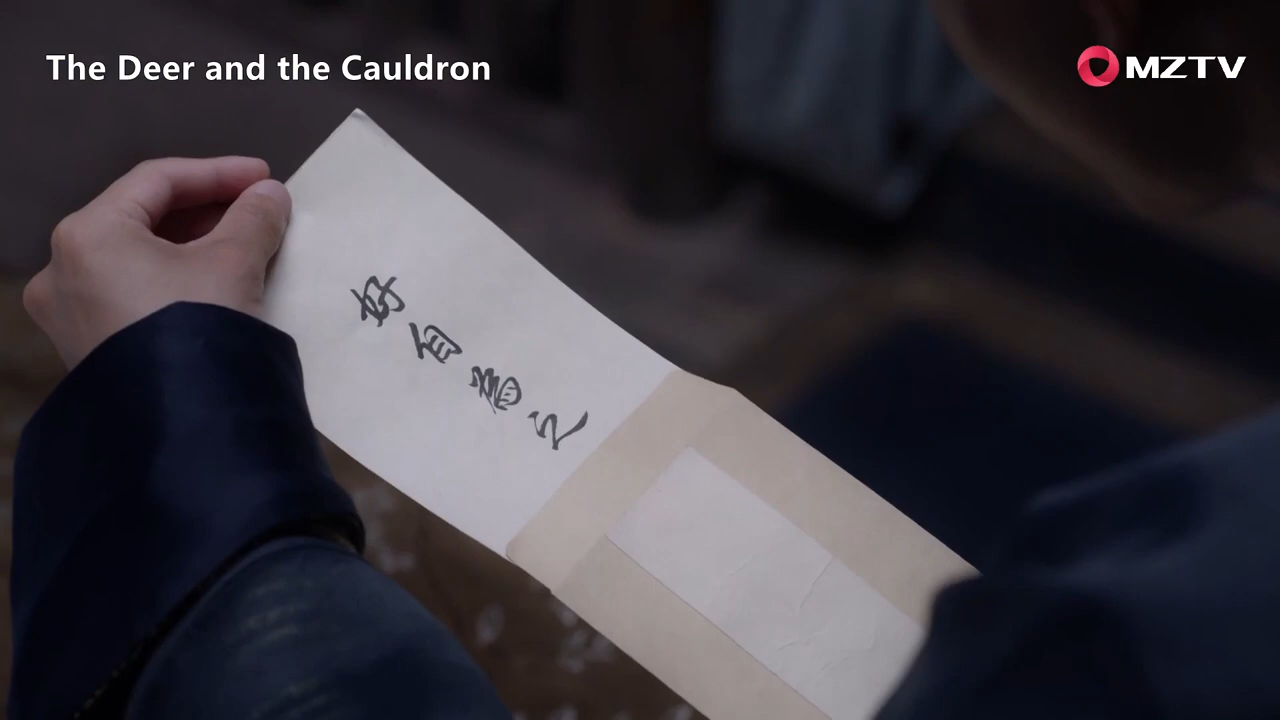 The Deer and the Cauldron
MZTV
好自為之